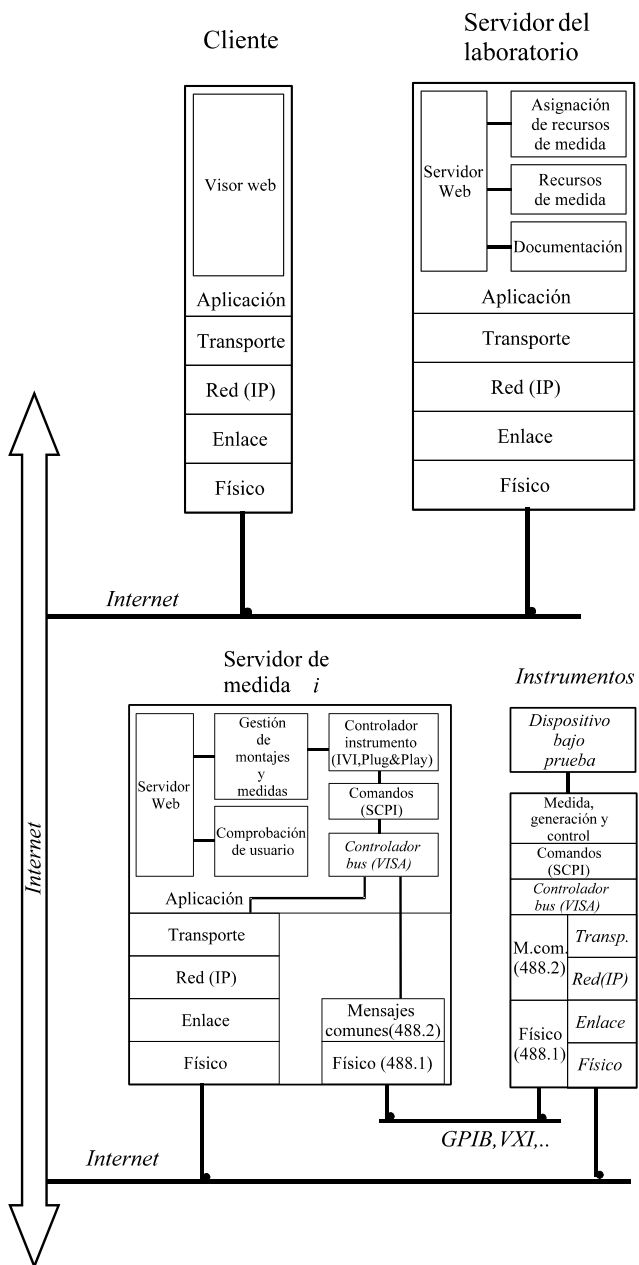 Cliente
Servidor del
laboratorio
Visor web
Aplicación
Transporte
Red (IP)
Enlace
Físico
Servidor
Web
Asignación
de recursos
de medida
Recursos
de medida
Documentación
Aplicación
Transporte
Red (IP)
Enlace
Físico
Internet
Internet
Servidor de
medida i
Servidor
Web
Gestión
de
montajes
y
medidas
Comprobación
de usuario
Controlador
instrumento
(IVI,Plug&Play)
Comandos
(SCPI)
Controlador
bus (VISA)
Aplicación
Transporte
Red (IP)
Enlace
Físico
Mensajes
comunes(488.2)
Físico (488.1)
Instrumentos
Dispositivo
bajo
prueba
Medida,
generación y
control
Comandos
(SCPI)
Controlador
bus (VISA)
M.com.
(488.2)
Físico
(488.1)
Transp.
Red(IP)
Enlace
Físico
GPIB,VXI,..
Internet